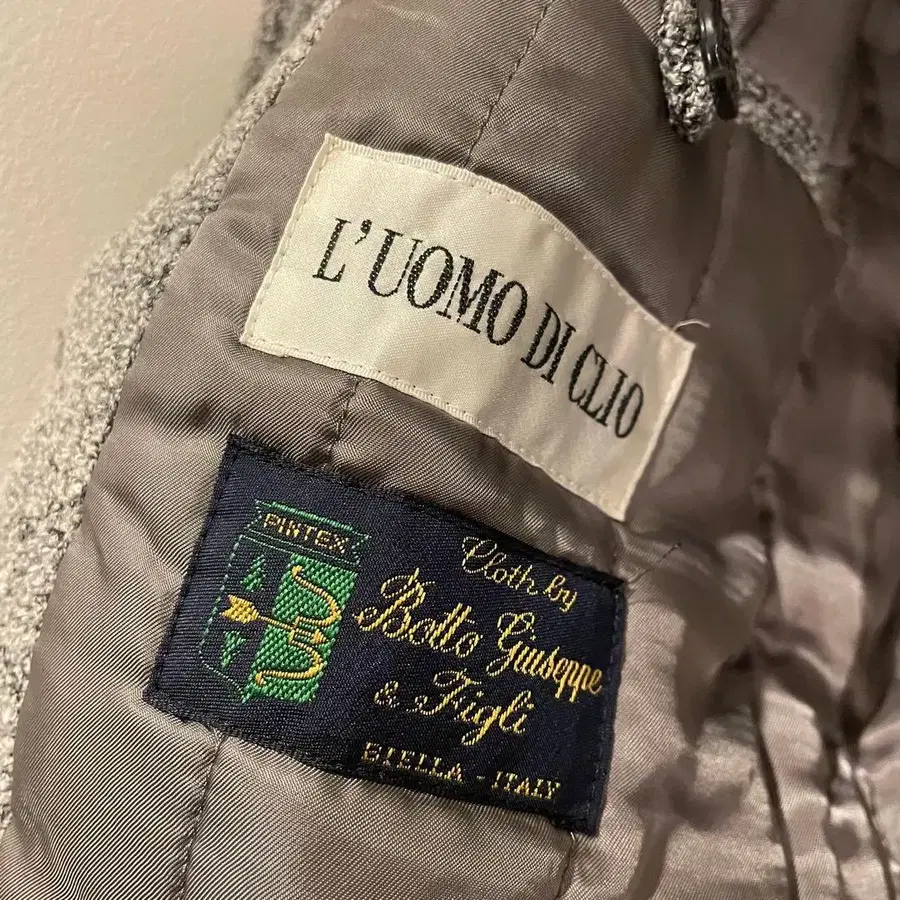 L'UOMO DI CLIO
PINTEX
Cloth by
Botto Giuseppe
& Figli
BIELLA - ITALY